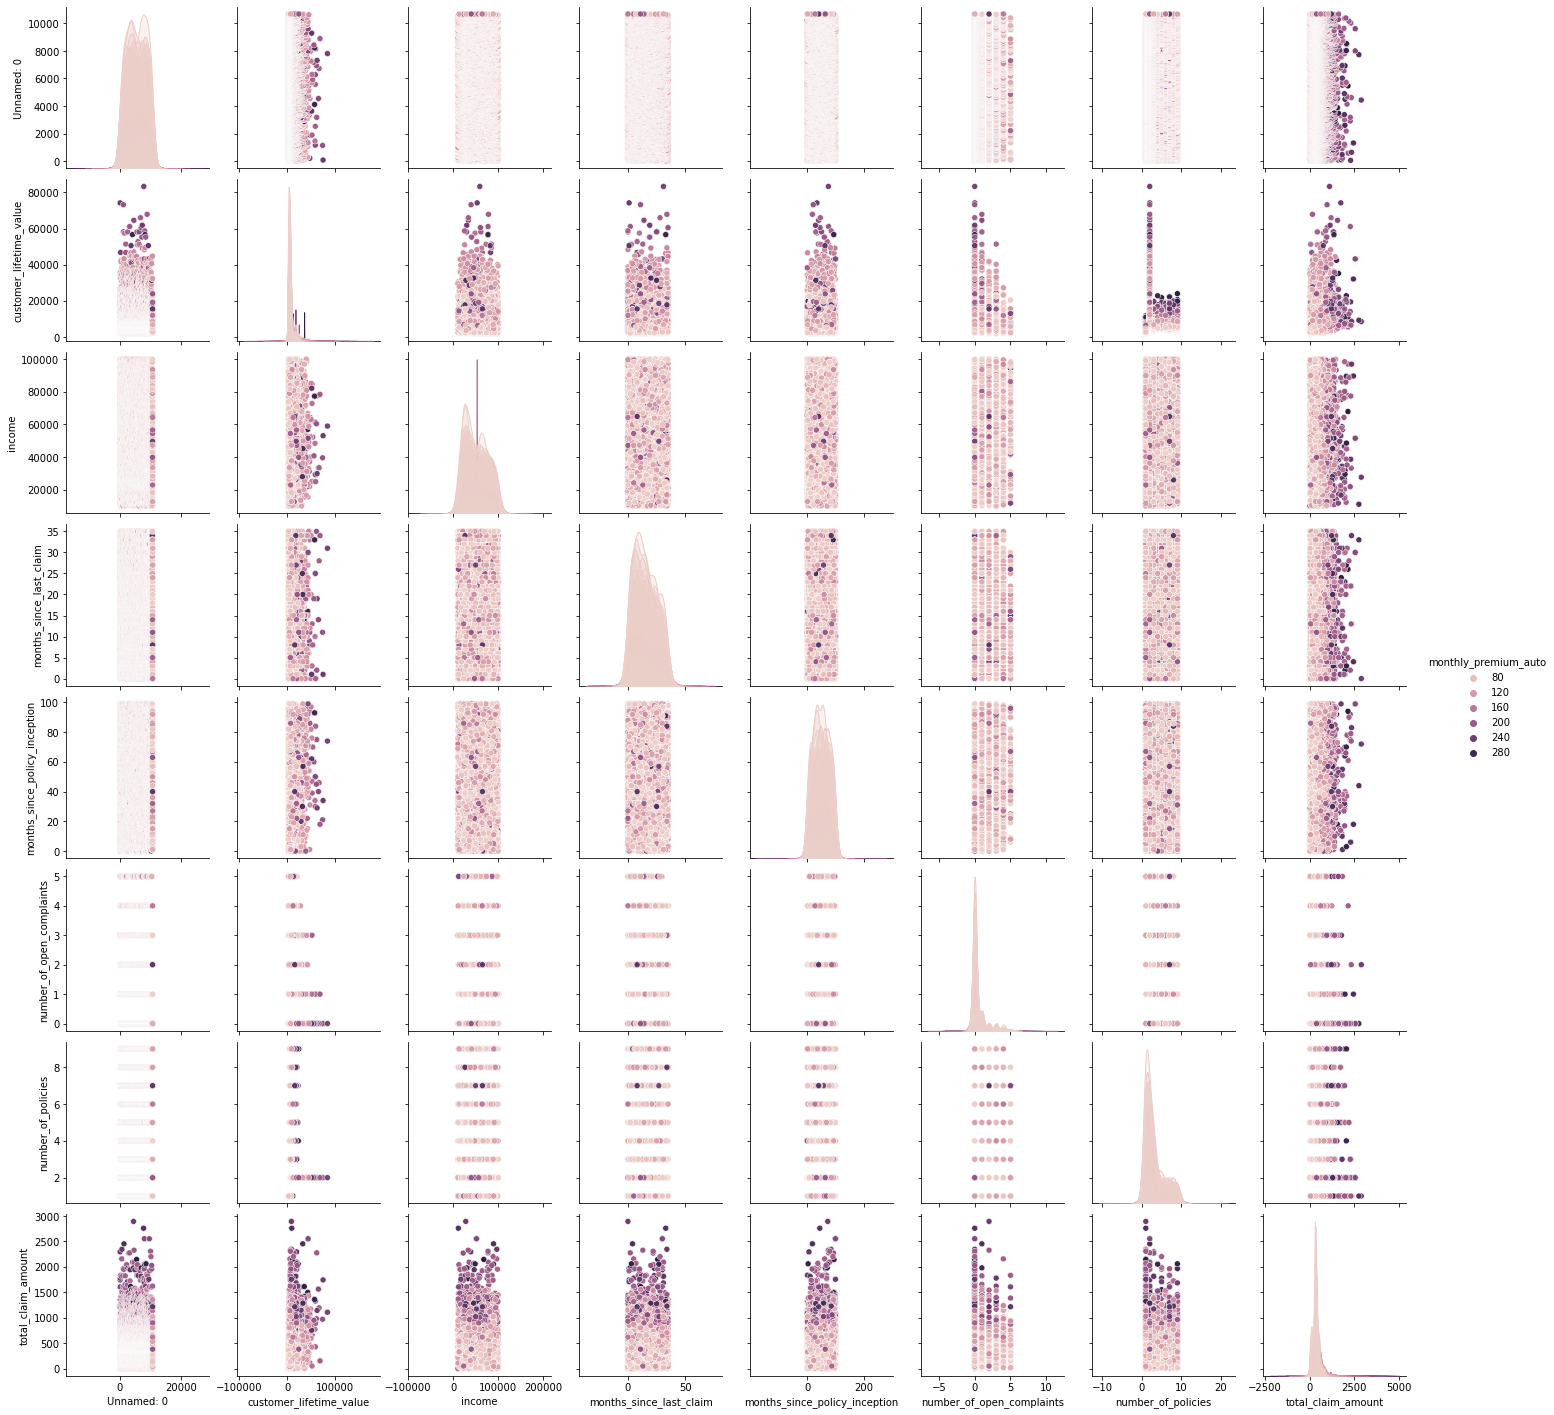 10000
8000
6000
4000
2000
0
Unnamed: 0
80000
60000
40000
20000
0
customer_lifetime_value
100000
80000
60000
40000
20000
income
35
30
25
20
15
10
5
0
months_since_last_claim
monthly_premium_auto
80
120
160
200
240
280
100
80
60
40
20
0
months_since_policy_inception
5
4
3
2
1
0
number_of_open_complaints
8
6
4
2
number_of_policies
3000
2500
2000
1500
1000
500
0
total_claim_amount
0 20000
−100000 0 100000
−100000 0 100000 200000
0 50
0 200
−5 0 5 10
−10 0 10 20
−2500 0 2500 5000
Unnamed: 0
customer_lifetime_value
income
months_since_last_claim
months_since_policy_inception
number_of_open_complaints
number_of_policies
total_claim_amount